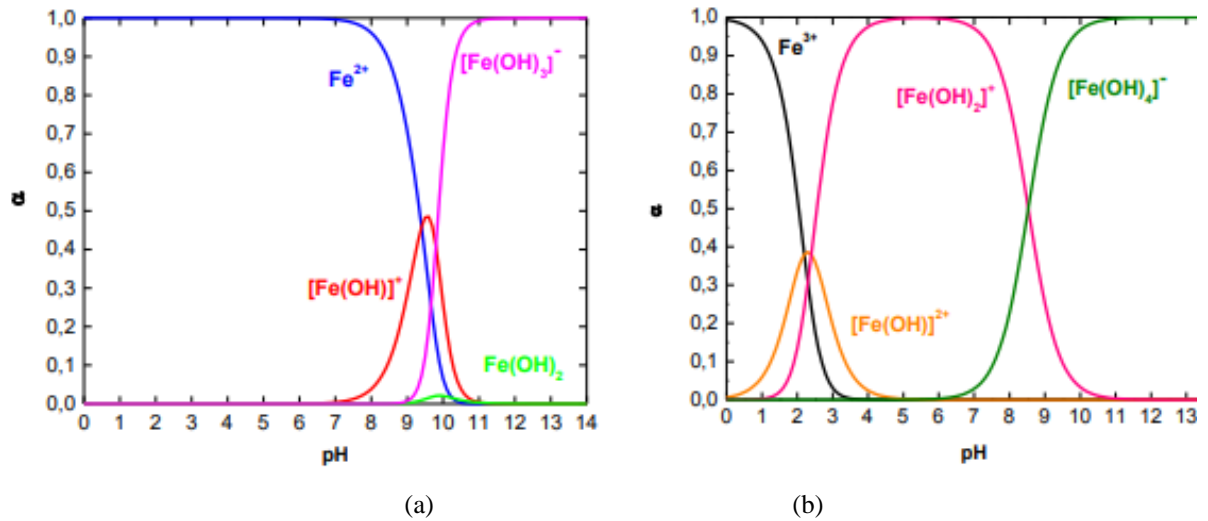 1,0
0,9
0,8
0,7
0,6
0,5
0,4
0,3
0,2
0,1
0,0
α
Fe²⁺
[Fe(OH)₃]⁻
[Fe(OH)]⁺
Fe(OH)₂
0 1 2 3 4 5 6 7 8 9 10 11 12 13 14
pH
(a)
1,0
0,9
0,8
0,7
0,6
0,5
0,4
0,3
0,2
0,1
0,0
α
Fe³⁺
[Fe(OH)₂]⁺
[Fe(OH)₄]⁻
[Fe(OH)]²⁺
0 1 2 3 4 5 6 7 8 9 10 11 12 13
pH
(b)